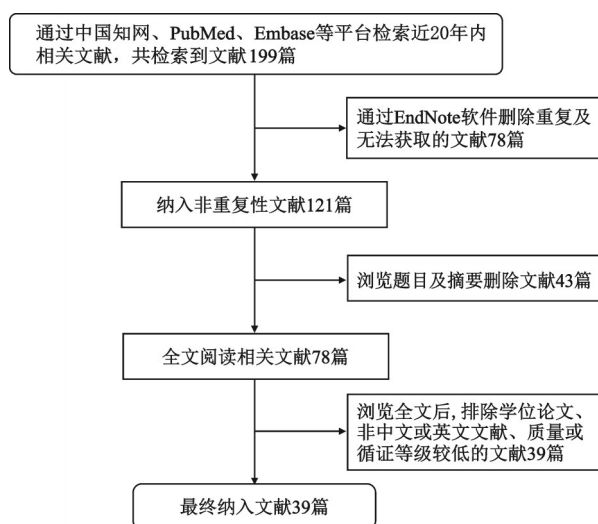 通过中国知网、PubMed、Embase等平台检索近20年内
相关文献，共检索到文献199篇
通过EndNote软件删除重复及
无法获取的文献78篇
纳入非重复性文献121篇
浏览题目及摘要删除文献43篇
全文阅读相关文献78篇
浏览全文后,排除学位论文、
非中文或英文文献、质量或
循证等级较低的文献39篇
最终纳入文献39篇